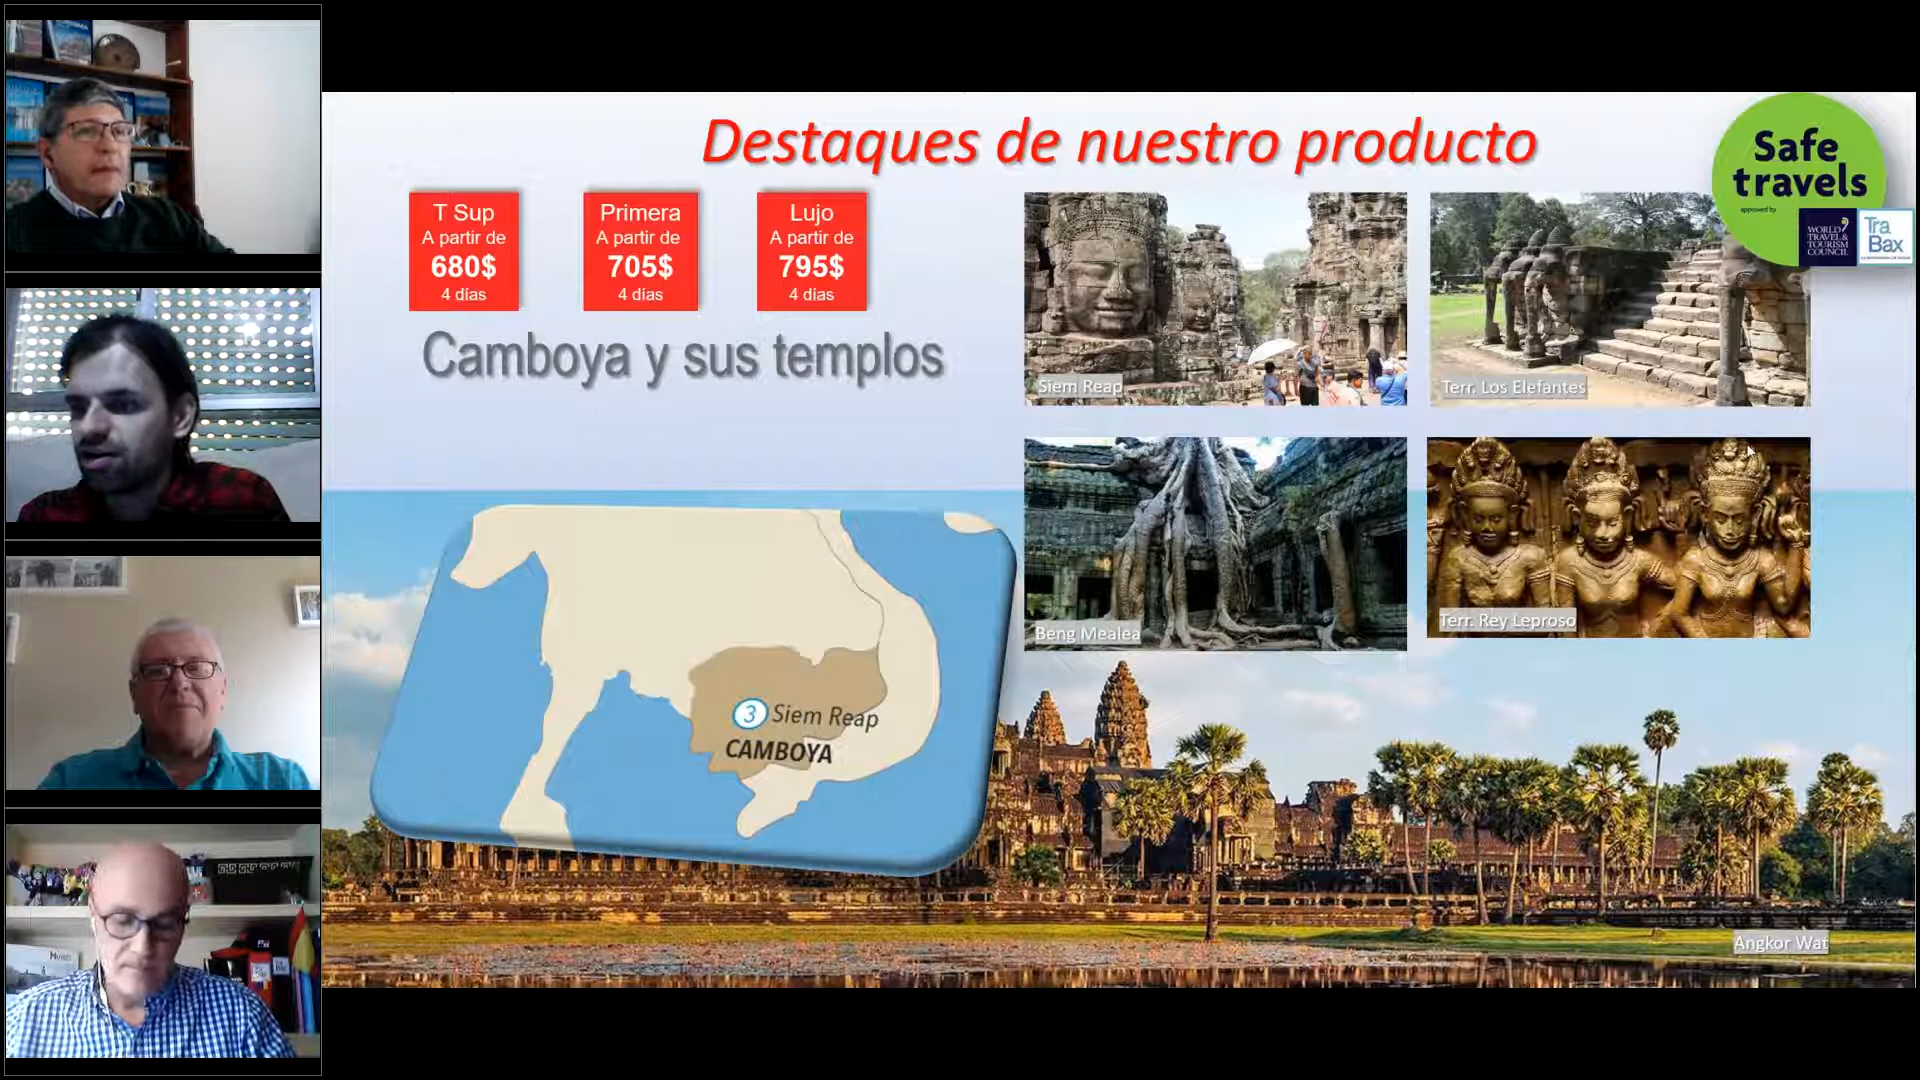 Destaques de nuestro producto
Safe
travels
approved by
WORLD
TRAVEL &
TOURISM
COUNCIL
Tra
Bax
T Sup
A partir de
680$
4 días
Primera
A partir de
705$
4 días
Lujo
A partir de
795$
4 días
Camboya y sus templos
Siem Reap
Terr. Los Elefantes
Beng Mealea
Terr. Rey Leproso
3 Siem Reap
CAMBOYA
Angkor Wat